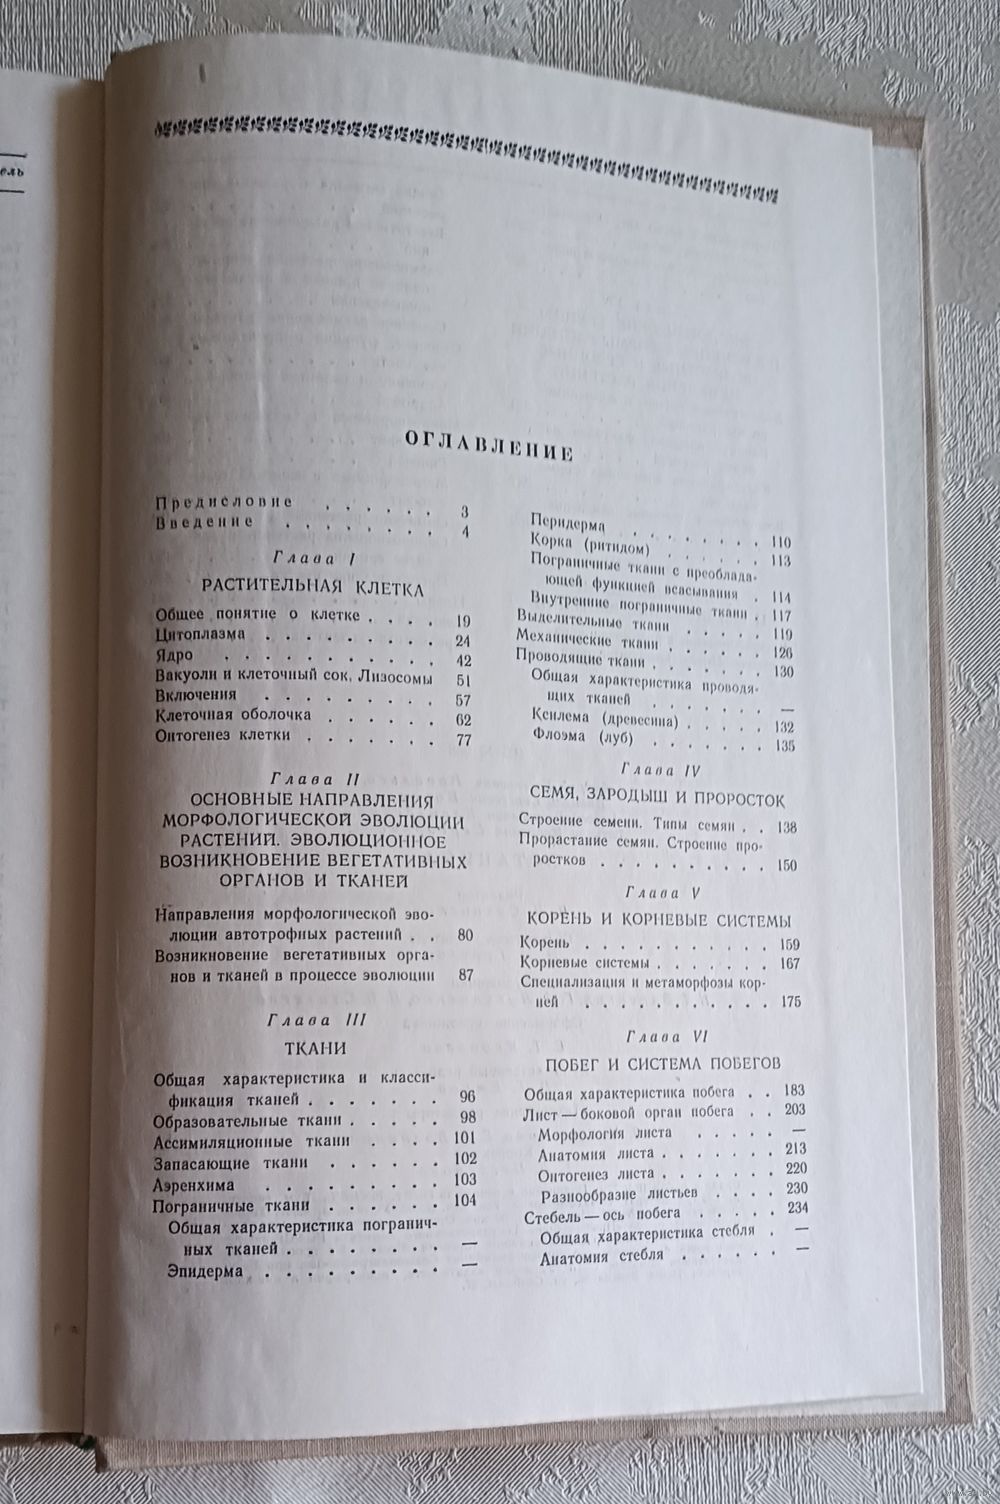 ель
ОГЛАВЛЕНИЕ
Предисловие . . . . . . 3
Введение . . . . . . . . 4
Глава I
РАСТИТЕЛЬНАЯ КЛЕТКА
Общее понятие о клетке . . . . 19
Цитоплазма . . . . . . . . . 24
Ядро . . . . . . . . . . . 42
Вакуоли и клеточный сок. Лизосомы 51
Включения . . . . . . . . . 57
Клеточная оболочка . . . . . . 62
Онтогенез клетки . . . . . . . 77
Глава II
ОСНОВНЫЕ НАПРАВЛЕНИЯ
МОРФОЛОГИЧЕСКОЙ ЭВОЛЮЦИИ
РАСТЕНИЙ. ЭВОЛЮЦИОННОЕ
ВОЗНИКНОВЕНИЕ ВЕГЕТАТИВНЫХ
ОРГАНОВ И ТКАНЕЙ
Направления морфологической эво-
люции автотрофных растений . . 80
Возникновение вегетативных орга-
нов и тканей в процессе эволюции 87
Глава III
ТКАНИ
Общая характеристика и класси-
фикация тканей . . . . . . . 96
Образовательные ткани . . . . . 98
Ассимиляционные ткани . . . . 101
Запасающие ткани . . . . . . 102
Аэренхима . . . . . . . . . 103
Пограничные ткани . . . . . . 104
Общая характеристика погранич-
ных тканей . . . . . . . . —
Эпидерма . . . . . . . . . —
Перидерма . . . . . . . . 110
Корка (ритидом) . . . . . . 113
Пограничные ткани с преоблада-
ющей функцией всасывания . 114
Внутренние пограничные ткани . 117
Выделительные ткани . . . . . 119
Механические ткани . . . . . . 126
Проводящие ткани . . . . . . . 130
Общая характеристика проводя-
щих тканей . . . . . . . —
Ксилема (древесина) . . . . . 132
Флоэма (луб) . . . . . . . 135
Глава IV
СЕМЯ, ЗАРОДЫШ И ПРОРОСТОК
Строение семени. Типы семян . . 138
Прорастание семян. Строение про-
ростков . . . . . . . . . . 150
Глава V
КОРЕНЬ И КОРНЕВЫЕ СИСТЕМЫ
Корень . . . . . . . . . . . 159
Корневые системы . . . . . . . 167
Специализация и метаморфозы кор-
ней . . . . . . . . . . . 175
Глава VI
ПОБЕГ И СИСТЕМА ПОБЕГОВ
Общая характеристика побега . . 183
Лист — боковой орган побега . . 203
Морфология листа . . . . . —
Анатомия листа . . . . . . . 213
Онтогенез листа . . . . . . . 220
Разнообразие листьев . . . . 230
Стебель — ось побега . . . . . 234
Общая характеристика стебля . —
Анатомия стебля . . . . . . —